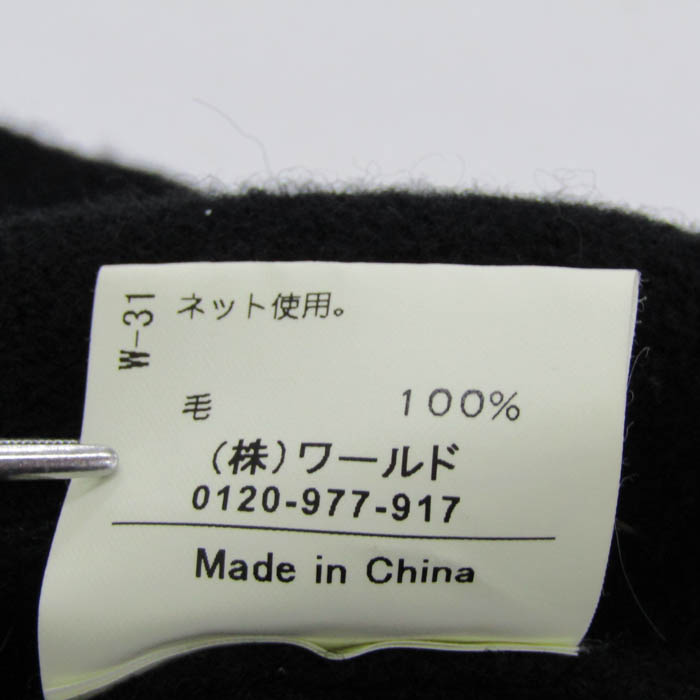 W-31
ネット使用。
毛 100%
(株)ワールド
0120-977-917
Made in China